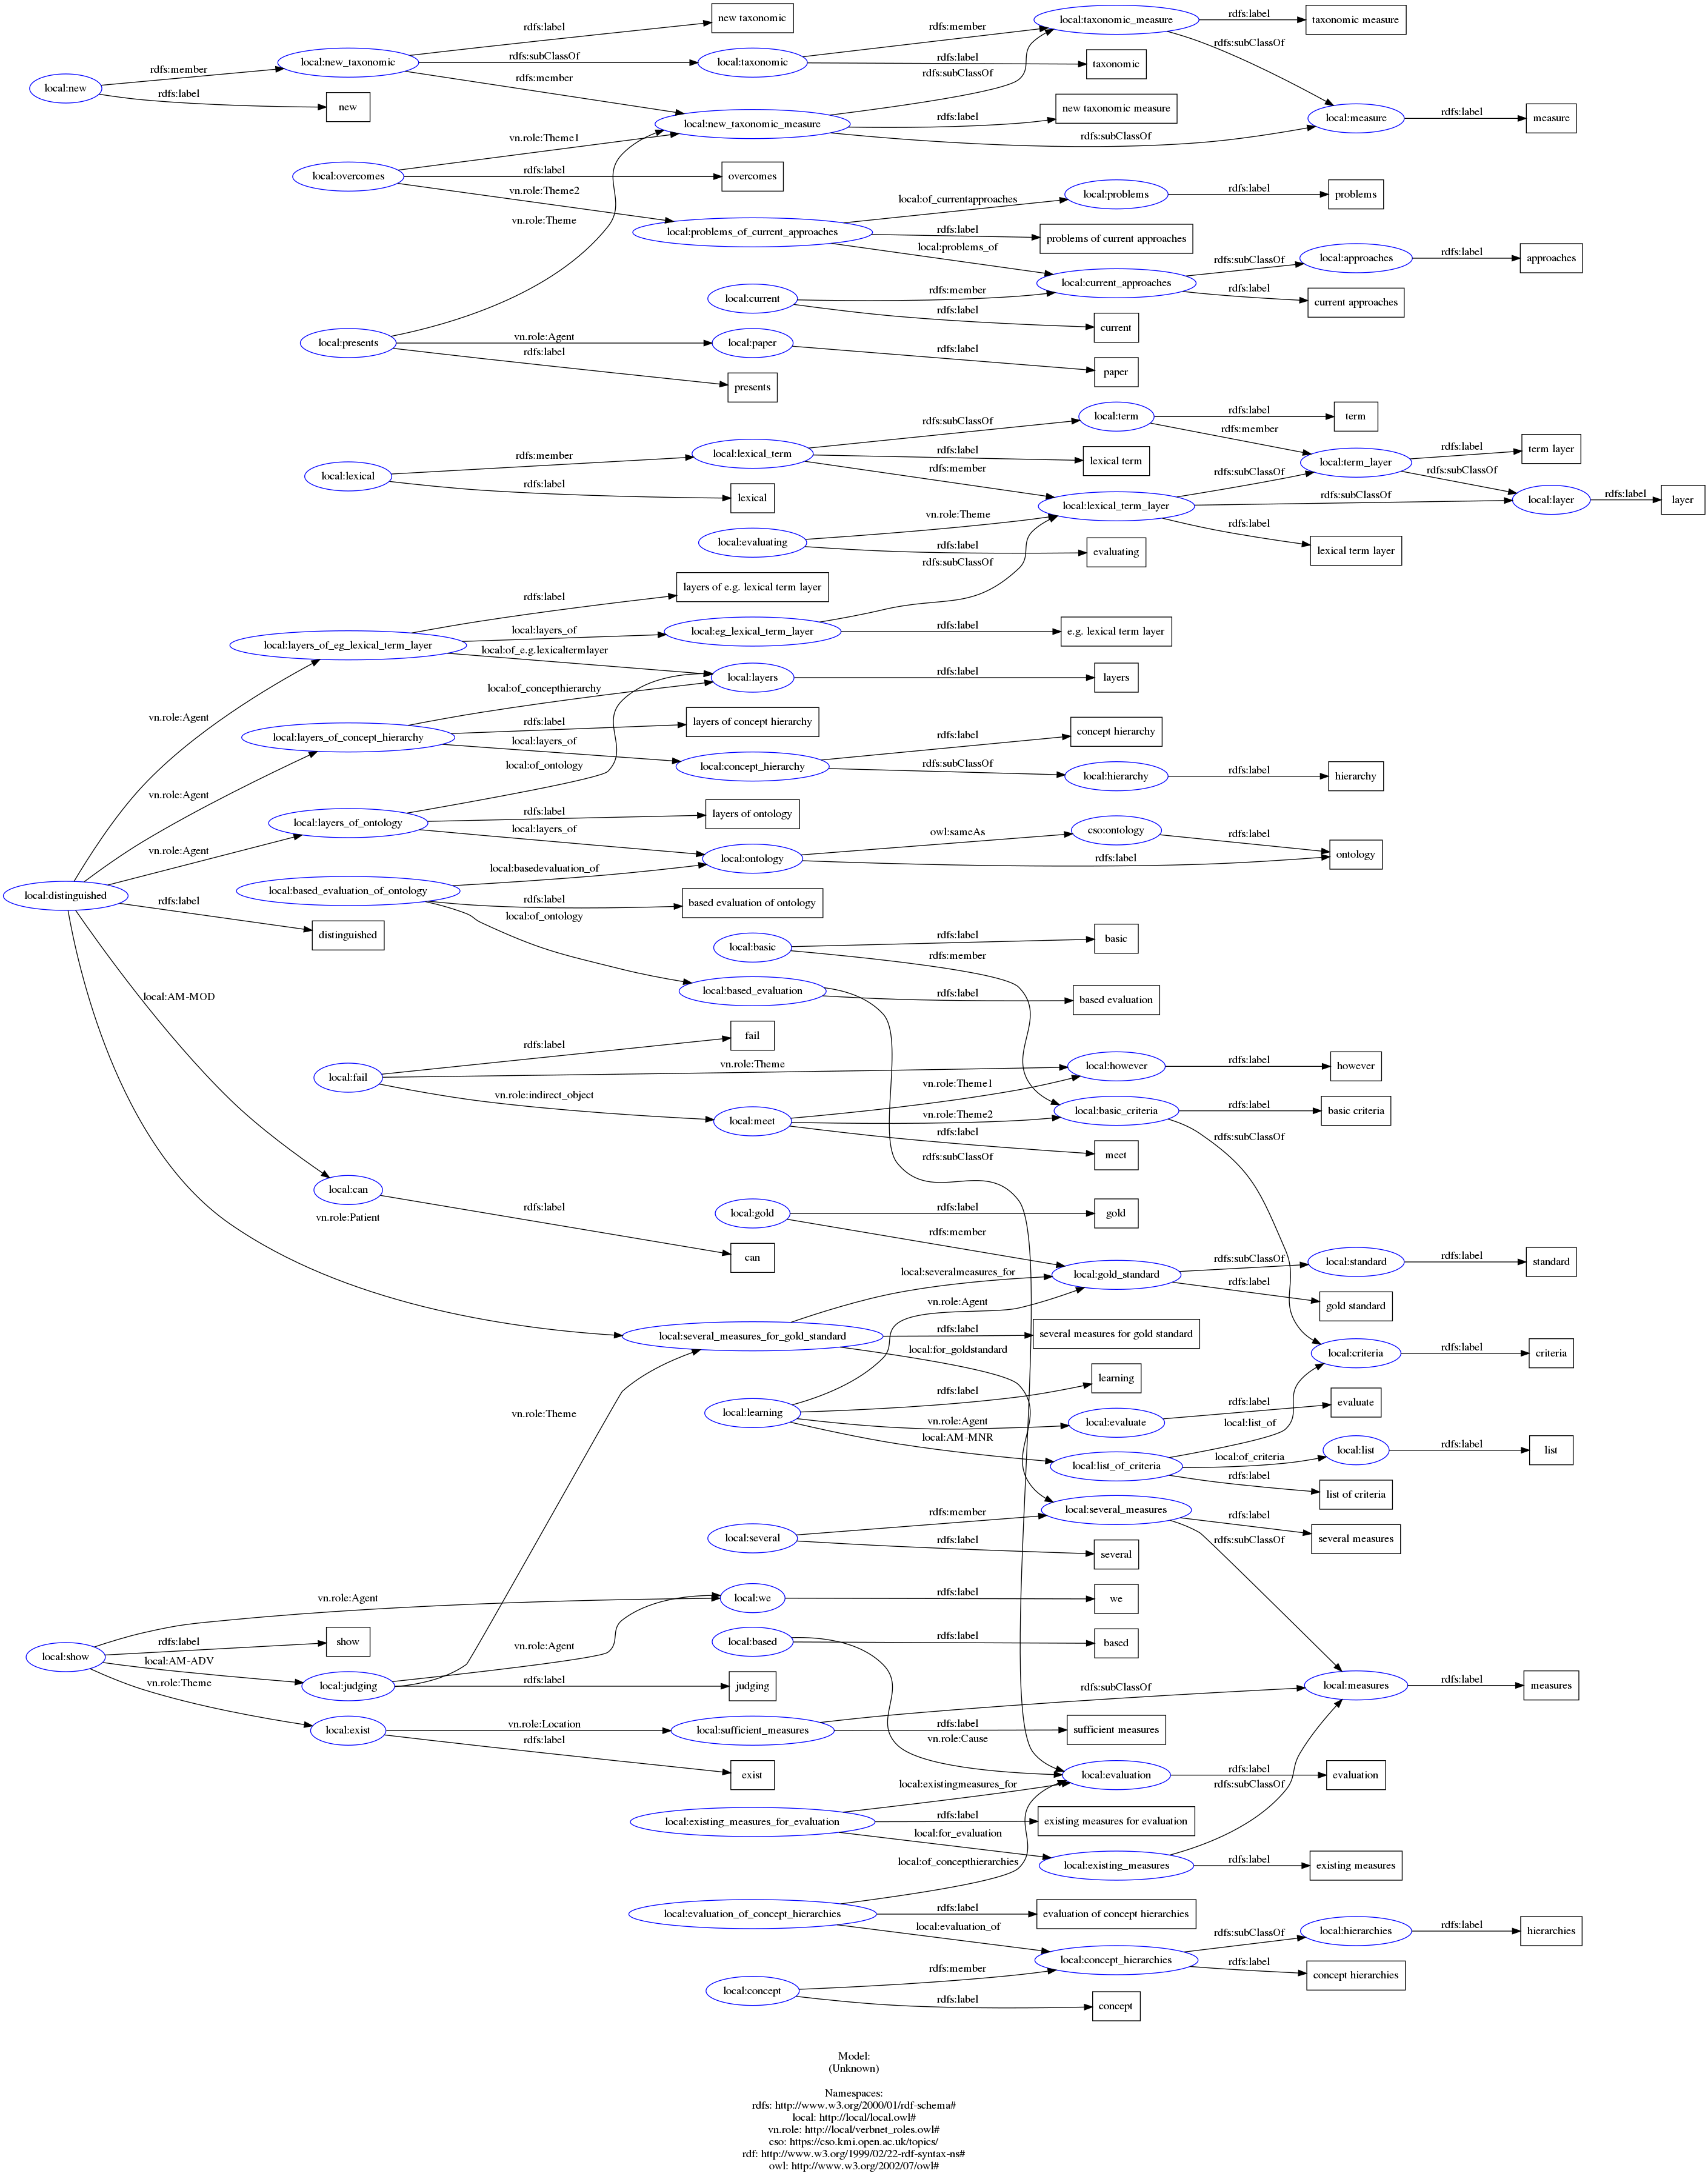 local:new
rdfs:member
rdfs:label
local:new_taxonomic
new
rdfs:label
rdfs:subClassOf
rdfs:member
new taxonomic
local:taxonomic
local:new_taxonomic_measure
rdfs:member
rdfs:label
rdfs:subClassOf
local:taxonomic_measure
taxonomic
rdfs:label
taxonomic measure
rdfs:subClassOf
new taxonomic measure
rdfs:label
rdfs:subClassOf
local:measure
rdfs:label
measure
local:overcomes
vn.role:Theme1
rdfs:label
vn.role:Theme2
overcomes
local:problems_of_current_approaches
local:of_currentapproaches
rdfs:label
local:problems_of
local:problems
rdfs:label
problems
problems of current approaches
local:current_approaches
rdfs:subClassOf
rdfs:label
local:approaches
rdfs:label
approaches
current approaches
local:current
rdfs:member
rdfs:label
current
local:presents
vn.role:Theme
vn.role:Agent
rdfs:label
local:paper
rdfs:label
paper
presents
local:lexical
rdfs:member
rdfs:label
local:lexical_term
lexical
rdfs:subClassOf
rdfs:label
rdfs:member
local:term
rdfs:label
term
rdfs:member
lexical term
local:term_layer
rdfs:label
term layer
rdfs:subClassOf
local:lexical_term_layer
rdfs:subClassOf
rdfs:subClassOf
rdfs:label
local:layer
rdfs:label
layer
lexical term layer
local:evaluating
vn.role:Theme
rdfs:label
rdfs:subClassOf
evaluating
local:layers_of_eg_lexical_term_layer
rdfs:label
local:layers_of
local:of_e.g.lexicaltermlayer
layers of e.g. lexical term layer
local:eg_lexical_term_layer
rdfs:label
e.g. lexical term layer
local:layers
rdfs:label
layers
local:layers_of_concept_hierarchy
local:of_concepthierarchy
rdfs:label
local:layers_of
layers of concept hierarchy
local:concept_hierarchy
rdfs:label
rdfs:subClassOf
concept hierarchy
local:hierarchy
rdfs:label
hierarchy
local:layers_of_ontology
local:of_ontology
rdfs:label
local:layers_of
layers of ontology
local:ontology
owl:sameAs
rdfs:label
cso:ontology
rdfs:label
ontology
local:distinguished
vn.role:Agent
vn.role:Agent
vn.role:Agent
rdfs:label
distinguished
local:AM-MOD
vn.role:Patient
local:based_evaluation_of_ontology
local:basedevaluation_of
rdfs:label
local:of_ontology
based evaluation of ontology
local:basic
rdfs:label
rdfs:member
basic
local:based_evaluation
rdfs:label
rdfs:subClassOf
based evaluation
local:fail
rdfs:label
vn.role:Theme
vn.role:indirect_object
fail
local:however
rdfs:label
however
local:meet
vn.role:Theme1
vn.role:Theme2
rdfs:label
local:basic_criteria
rdfs:label
basic criteria
rdfs:subClassOf
meet
local:can
rdfs:label
can
local:gold
rdfs:label
rdfs:member
gold
local:gold_standard
rdfs:subClassOf
rdfs:label
local:standard
rdfs:label
standard
gold standard
local:several_measures_for_gold_standard
local:severalmeasures_for
rdfs:label
local:for_goldstandard
several measures for gold standard
local:criteria
rdfs:label
criteria
local:learning
vn.role:Agent
rdfs:label
vn.role:Agent
local:AM-MNR
learning
local:evaluate
rdfs:label
evaluate
local:list_of_criteria
local:list_of
local:of_criteria
rdfs:label
local:list
rdfs:label
list
list of criteria
local:several_measures
rdfs:label
rdfs:subClassOf
several measures
local:several
rdfs:member
rdfs:label
several
local:show
vn.role:Agent
rdfs:label
local:AM-ADV
vn.role:Theme
show
local:we
rdfs:label
we
local:based
rdfs:label
vn.role:Cause
based
local:judging
vn.role:Theme
vn.role:Agent
rdfs:label
judging
local:measures
rdfs:label
measures
local:exist
vn.role:Location
rdfs:label
exist
local:sufficient_measures
rdfs:subClassOf
rdfs:label
sufficient measures
local:evaluation
rdfs:label
evaluation
local:existing_measures_for_evaluation
local:existingmeasures_for
rdfs:label
local:for_evaluation
existing measures for evaluation
local:existing_measures
rdfs:subClassOf
rdfs:label
existing measures
local:evaluation_of_concept_hierarchies
local:of_concepthierarchies
rdfs:label
local:evaluation_of
evaluation of concept hierarchies
local:concept_hierarchies
rdfs:subClassOf
rdfs:label
local:hierarchies
rdfs:label
hierarchies
concept hierarchies
local:concept
rdfs:member
rdfs:label
concept
Model:
(Unknown)
Namespaces:
rdfs: http://www.w3.org/2000/01/rdf-schema#
local: http://local/local.owl#
vn.role: http://local/verbnet_roles.owl#
cso: https://cso.kmi.open.ac.uk/topics/
rdf: http://www.w3.org/1999/02/22-rdf-syntax-ns#
owl: http://www.w3.org/2002/07/owl#